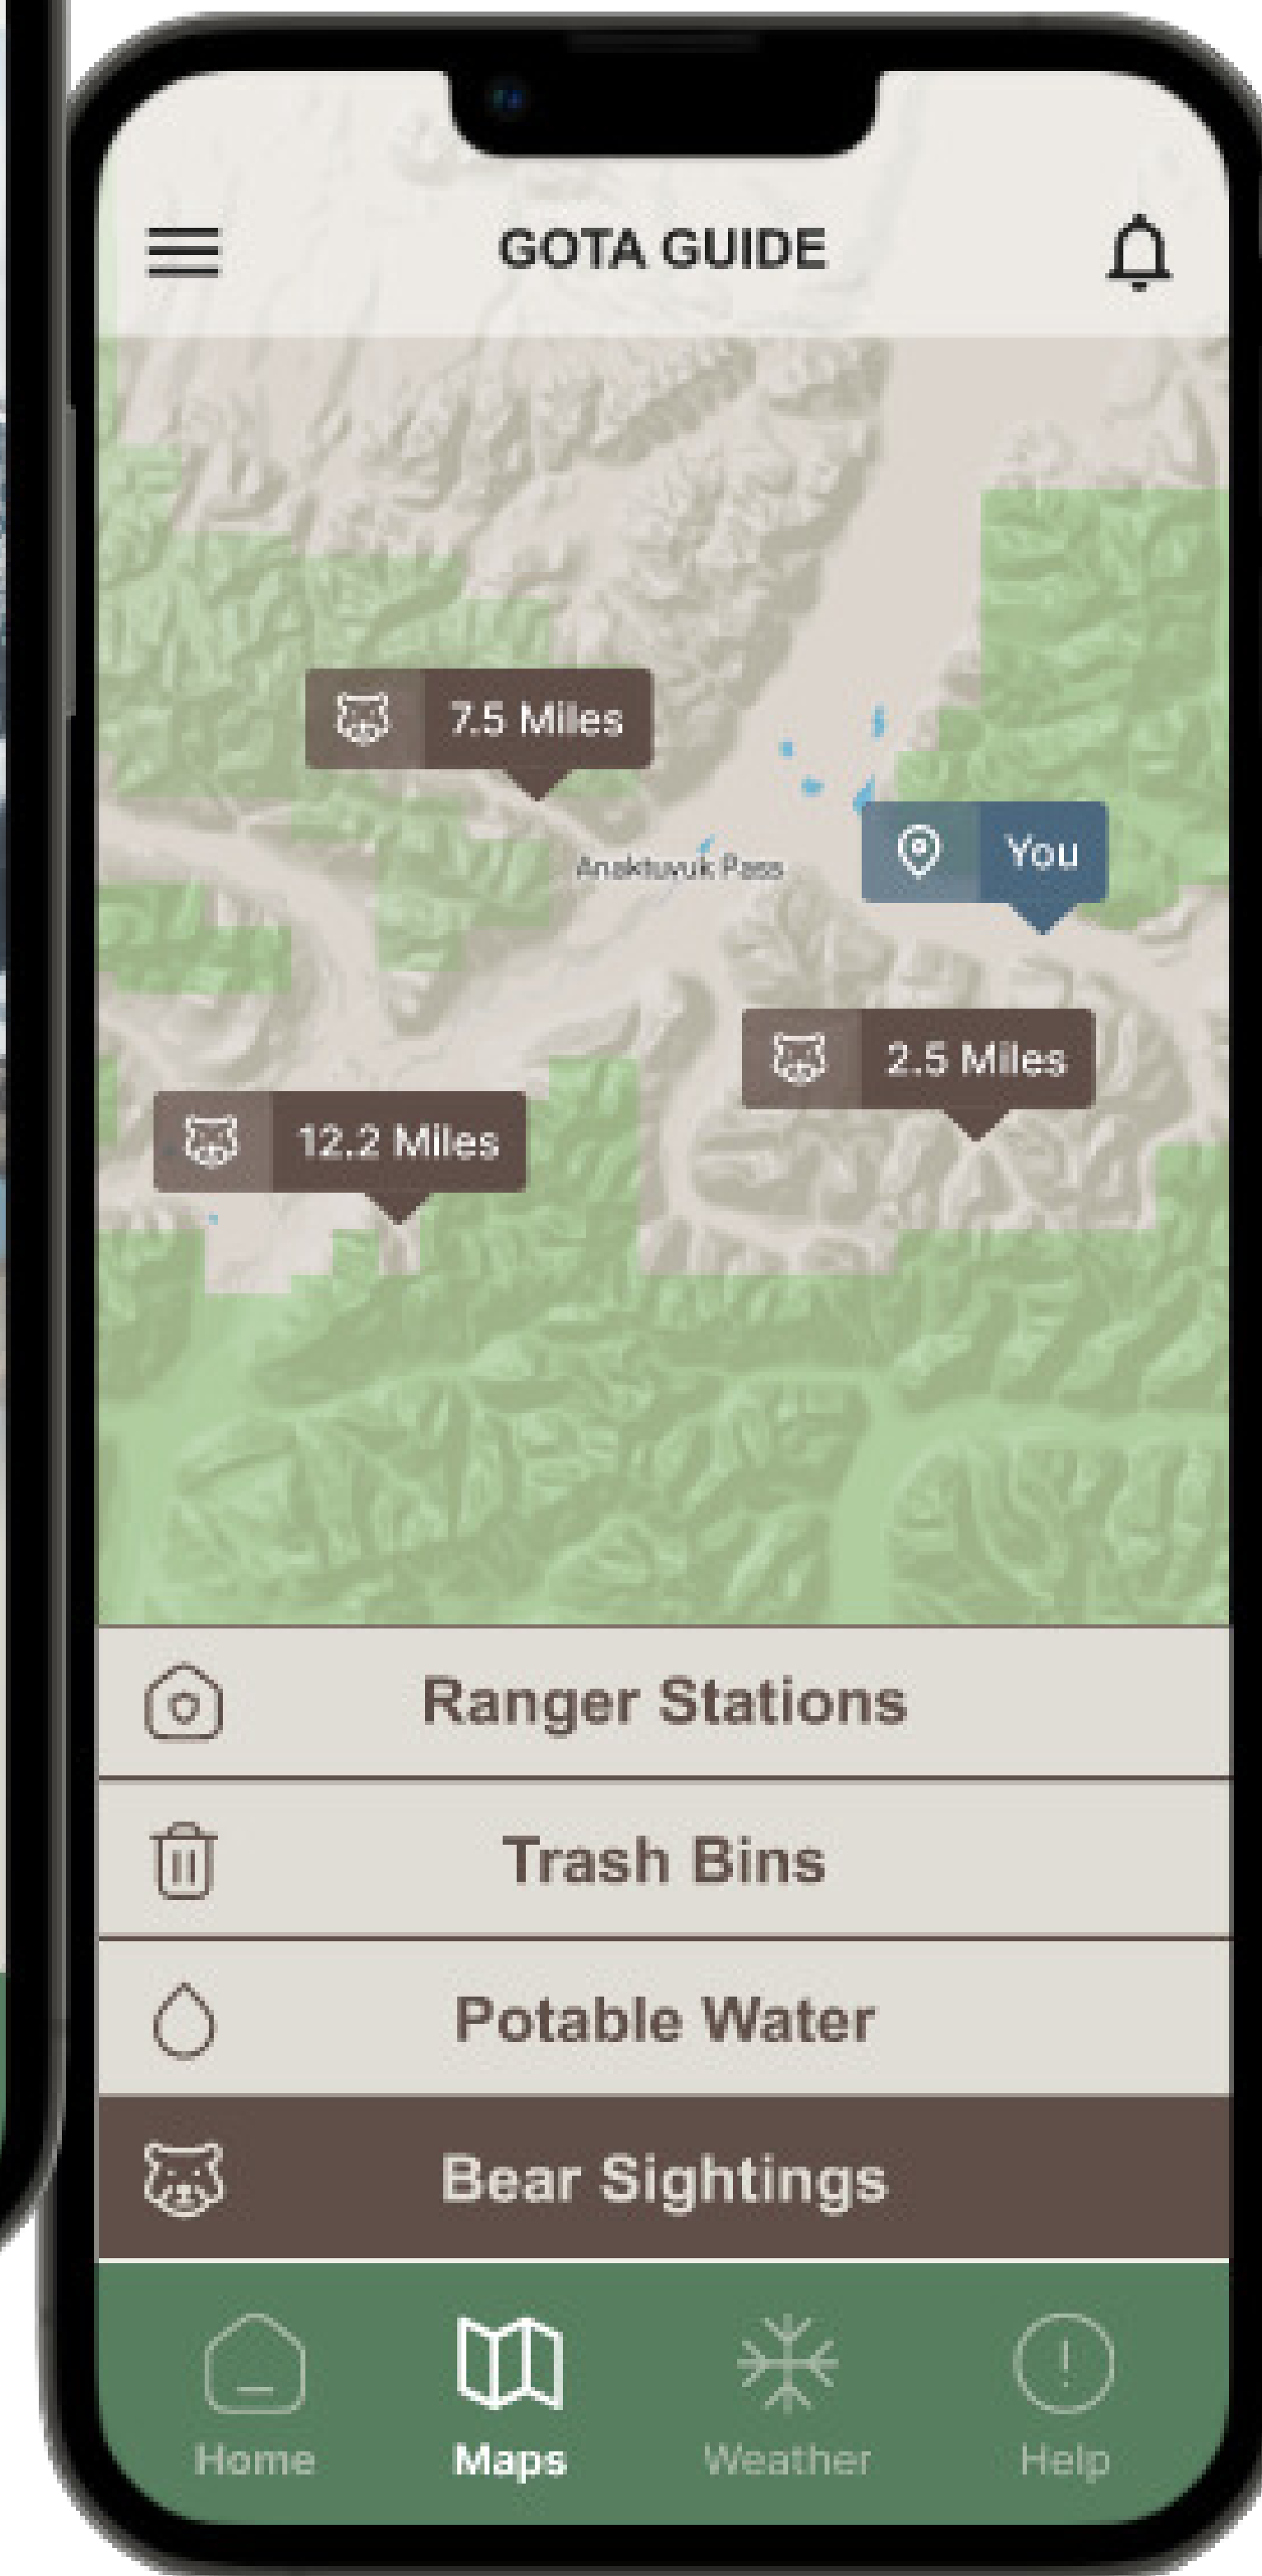 GOTA GUIDE
7.5 Miles
Anaktuvuk Pass
You
2.5 Miles
12.2 Miles
Ranger Stations
Trash Bins
Potable Water
Bear Sightings
Home
Maps
Weather
Help